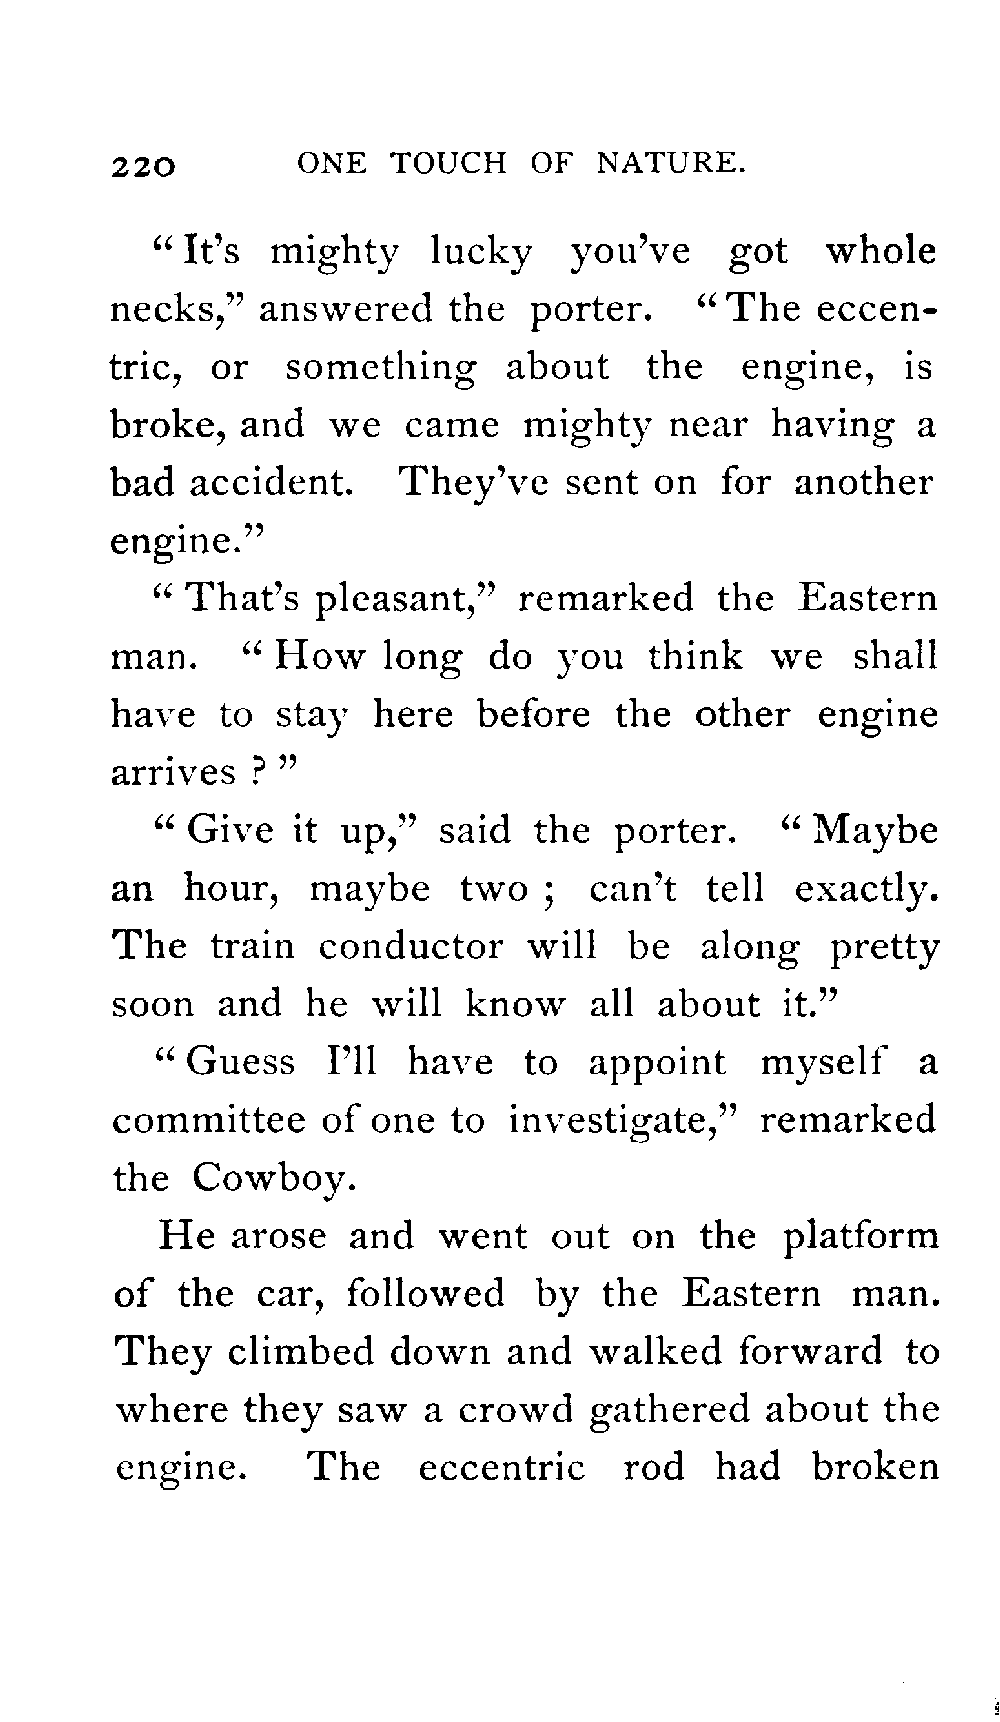 220 ONE TOUCH OF NATURE.
“ It’s mighty lucky you’ve got whole
necks,” answered the porter. “ The eccen-
tric, or something about the engine, is
broke, and we came mighty near having a
bad accident. They’ve sent on for another
engine.”
“ That’s pleasant,” remarked the Eastern
man. “ How long do you think we shall
have to stay here before the other engine
arrives ? ”
“ Give it up,” said the porter. “ Maybe
an hour, maybe two ; can’t tell exactly.
The train conductor will be along pretty
soon and he will know all about it.”
“ Guess I’ll have to appoint myself a
committee of one to investigate,” remarked
the Cowboy.
He arose and went out on the platform
of the car, followed by the Eastern man.
They climbed down and walked forward to
where they saw a crowd gathered about the
engine. The eccentric rod had broken